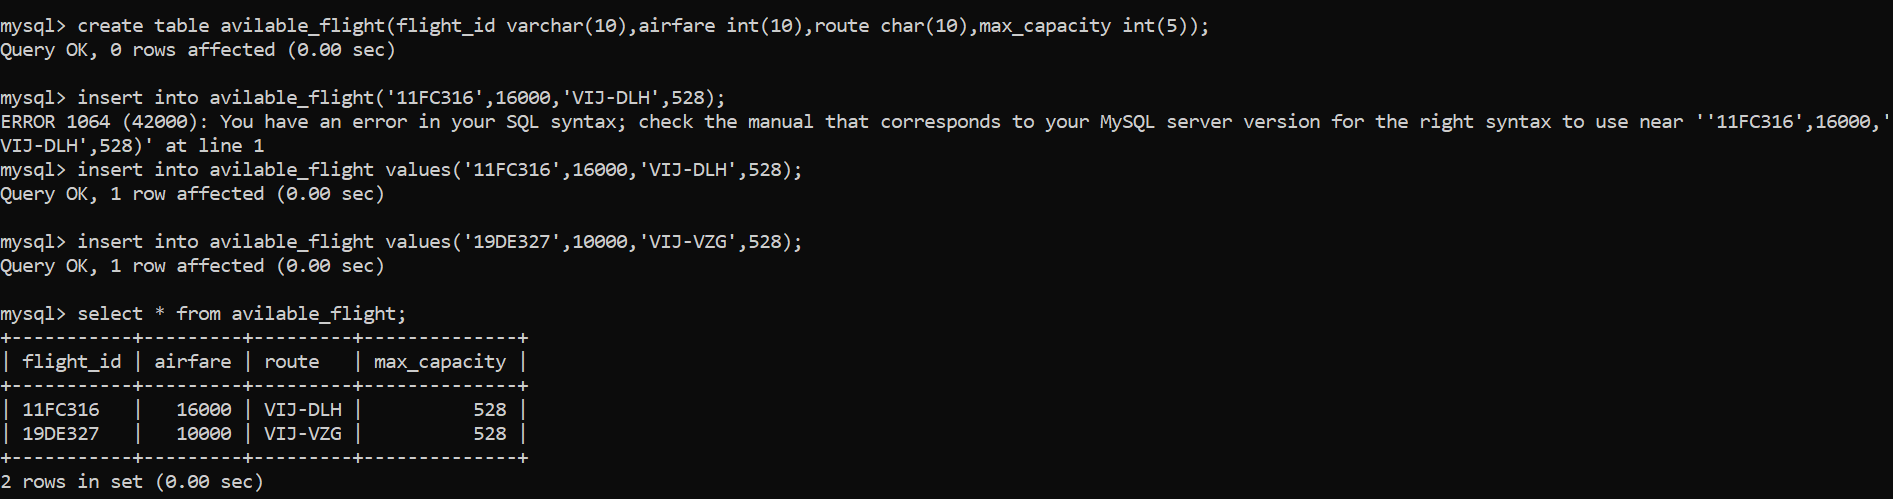 mysql> create table avilable_flight(flight_id varchar(10),airfare int(10),route char(10),max_capacity int(5));
Query OK, 0 rows affected (0.00 sec)
mysql> insert into avilable_flight('11FC316',16000,'VIJ-DLH',528);
ERROR 1064 (42000): You have an error in your SQL syntax; check the manual that corresponds to your MySQL server version for the right syntax to use near ''11FC316',16000,'
VIJ-DLH',528)' at line 1
mysql> insert into avilable_flight values('11FC316',16000,'VIJ-DLH',528);
Query OK, 1 row affected (0.00 sec)
mysql> insert into avilable_flight values('19DE327',10000,'VIJ-VZG',528);
Query OK, 1 row affected (0.00 sec)
mysql> select * from avilable_flight;
+-----------+---------+---------+--------------+
| flight_id | airfare | route   | max_capacity |
+-----------+---------+---------+--------------+
| 11FC316   |   16000 | VIJ-DLH |          528 |
| 19DE327   |   10000 | VIJ-VZG |          528 |
+-----------+---------+---------+--------------+
2 rows in set (0.00 sec)